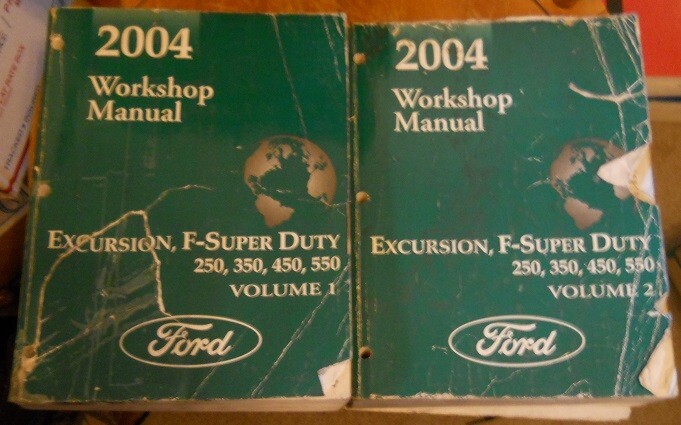 2004
Workshop
Manual
EXCURSION, F-SUPER DUTY
250, 350, 450, 550
VOLUME 1
Ford
2004
Workshop
Manual
EXCURSION, F-SUPER DUTY
250, 350, 450, 550
VOLUME 2
Ford